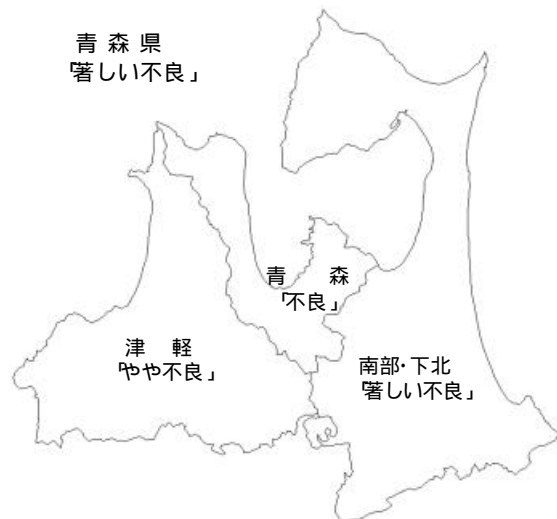 青森県
「著しい不良」
青森
「不良」
津軽
「やや不良」
南部・下北
「著しい不良」